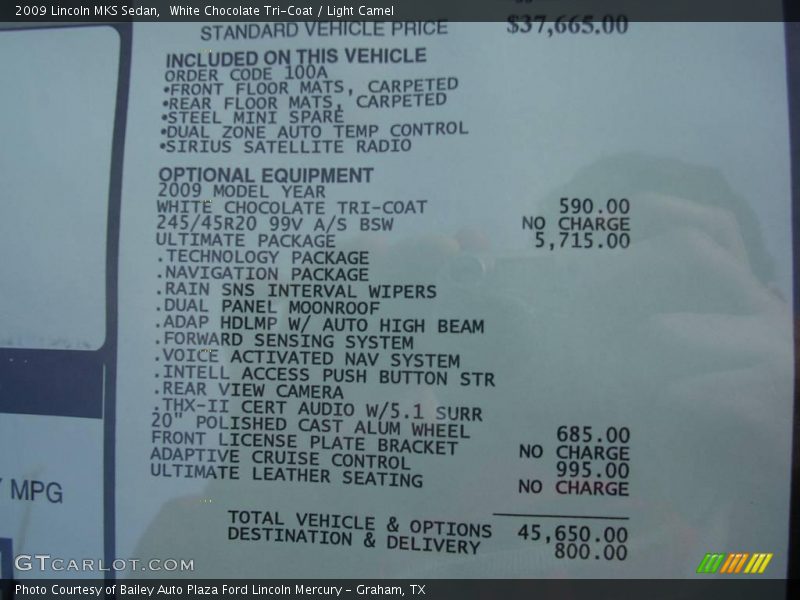 2009 Lincoln MKS Sedan,  White Chocolate Tri-Coat / Light Camel
STANDARD VEHICLE PRICE $37,665.00
INCLUDED ON THIS VEHICLE
ORDER CODE 100A
•FRONT FLOOR MATS, CARPETED
•REAR FLOOR MATS, CARPETED
•STEEL MINI SPARE
•DUAL ZONE AUTO TEMP CONTROL
•SIRIUS SATELLITE RADIO
OPTIONAL EQUIPMENT
2009 MODEL YEAR
WHITE CHOCOLATE TRI-COAT 590.00
245/45R20 99V A/S BSW NO CHARGE
ULTIMATE PACKAGE 5,715.00
.TECHNOLOGY PACKAGE
.NAVIGATION PACKAGE
.RAIN SNS INTERVAL WIPERS
.DUAL PANEL MOONROOF
.ADAP HDLMP W/ AUTO HIGH BEAM
.FORWARD SENSING SYSTEM
.VOICE ACTIVATED NAV SYSTEM
.INTELL ACCESS PUSH BUTTON STR
.REAR VIEW CAMERA
.THX-II CERT AUDIO W/5.1 SURR
20" POLISHED CAST ALUM WHEEL 685.00
FRONT LICENSE PLATE BRACKET NO CHARGE
ADAPTIVE CRUISE CONTROL 995.00
ULTIMATE LEATHER SEATING NO CHARGE
MPG
TOTAL VEHICLE & OPTIONS 45,650.00
DESTINATION & DELIVERY 800.00
GTCARLOT.COM
Photo Courtesy of Bailey Auto Plaza Ford Lincoln Mercury - Graham, TX